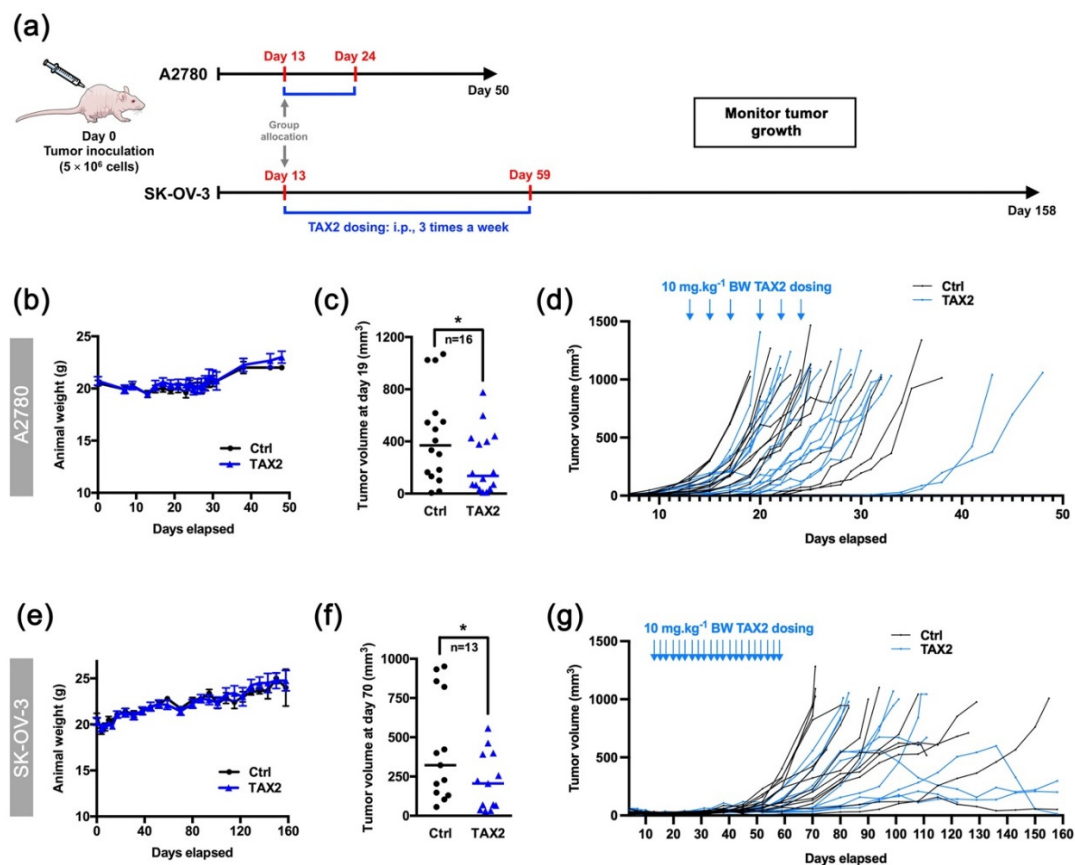 (a)
Day 0
Tumor inoculation
(5 × 10⁶ cells)
A2780
Day 13
Day 24
Day 50
Group
allocation
Monitor tumor
growth
SK-OV-3
Day 13
Day 59
Day 158
TAX2 dosing: i.p., 3 times a week
A2780
(b)
Animal weight (g)
25
20
15
10
0
10
20
30
40
50
Ctrl
TAX2
Days elapsed
(c)
Tumor volume at day 19 (mm³)
1200
800
400
0
*
n=16
Ctrl
TAX2
(d)
10 mg.kg⁻¹ BW TAX2 dosing
Ctrl
TAX2
Tumor volume (mm³)
1500
1000
500
0
10
20
30
40
50
Days elapsed
SK-OV-3
(e)
Animal weight (g)
25
20
15
10
0
40
80
120
160
Ctrl
TAX2
Days elapsed
(f)
Tumor volume at day 70 (mm³)
1000
750
500
250
0
*
n=13
Ctrl
TAX2
(g)
10 mg.kg⁻¹ BW TAX2 dosing
Ctrl
TAX2
Tumor volume (mm³)
1500
1000
500
0
10 20 30 40 50 60 70 80 90 100 110 120 130 140 150 160
Days elapsed